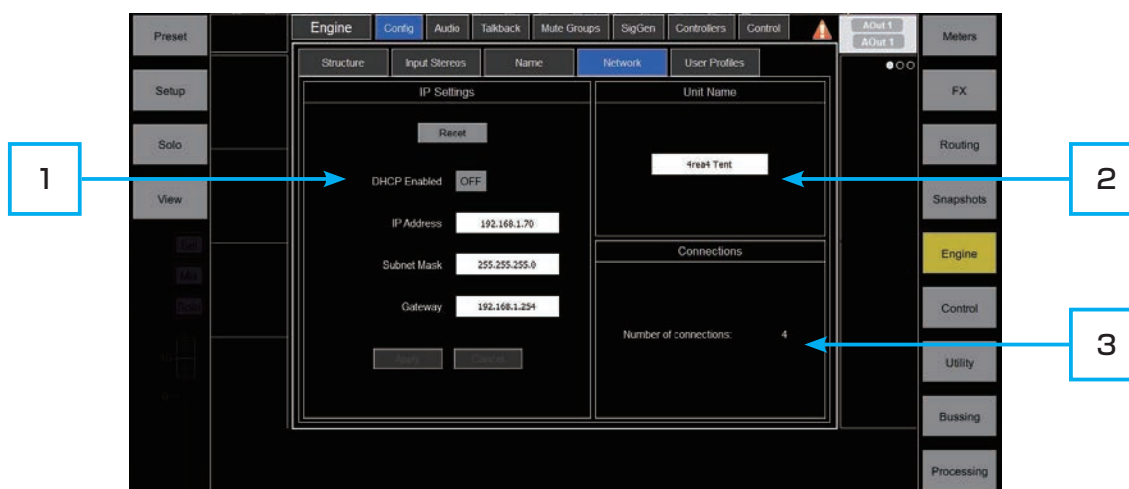 Preset
Setup
Solo
View
Engine
Config
Audio
Talkback
Mute Groups
SigGen
Controllers
Control
AOut 1
AOut 1
Structure
Input Stereos
Name
Network
User Profiles
IP Settings
Reset
DHCP Enabled OFF
IP Address 192.168.1.70
Subnet Mask 255.255.255.0
Gateway 192.168.1.254
Apply
Cancel
Unit Name
4rea4 Tent
Connections
Number of connections: 4
Meters
FX
Routing
Snapshots
Engine
Control
Utility
Bussing
Processing
1
2
3